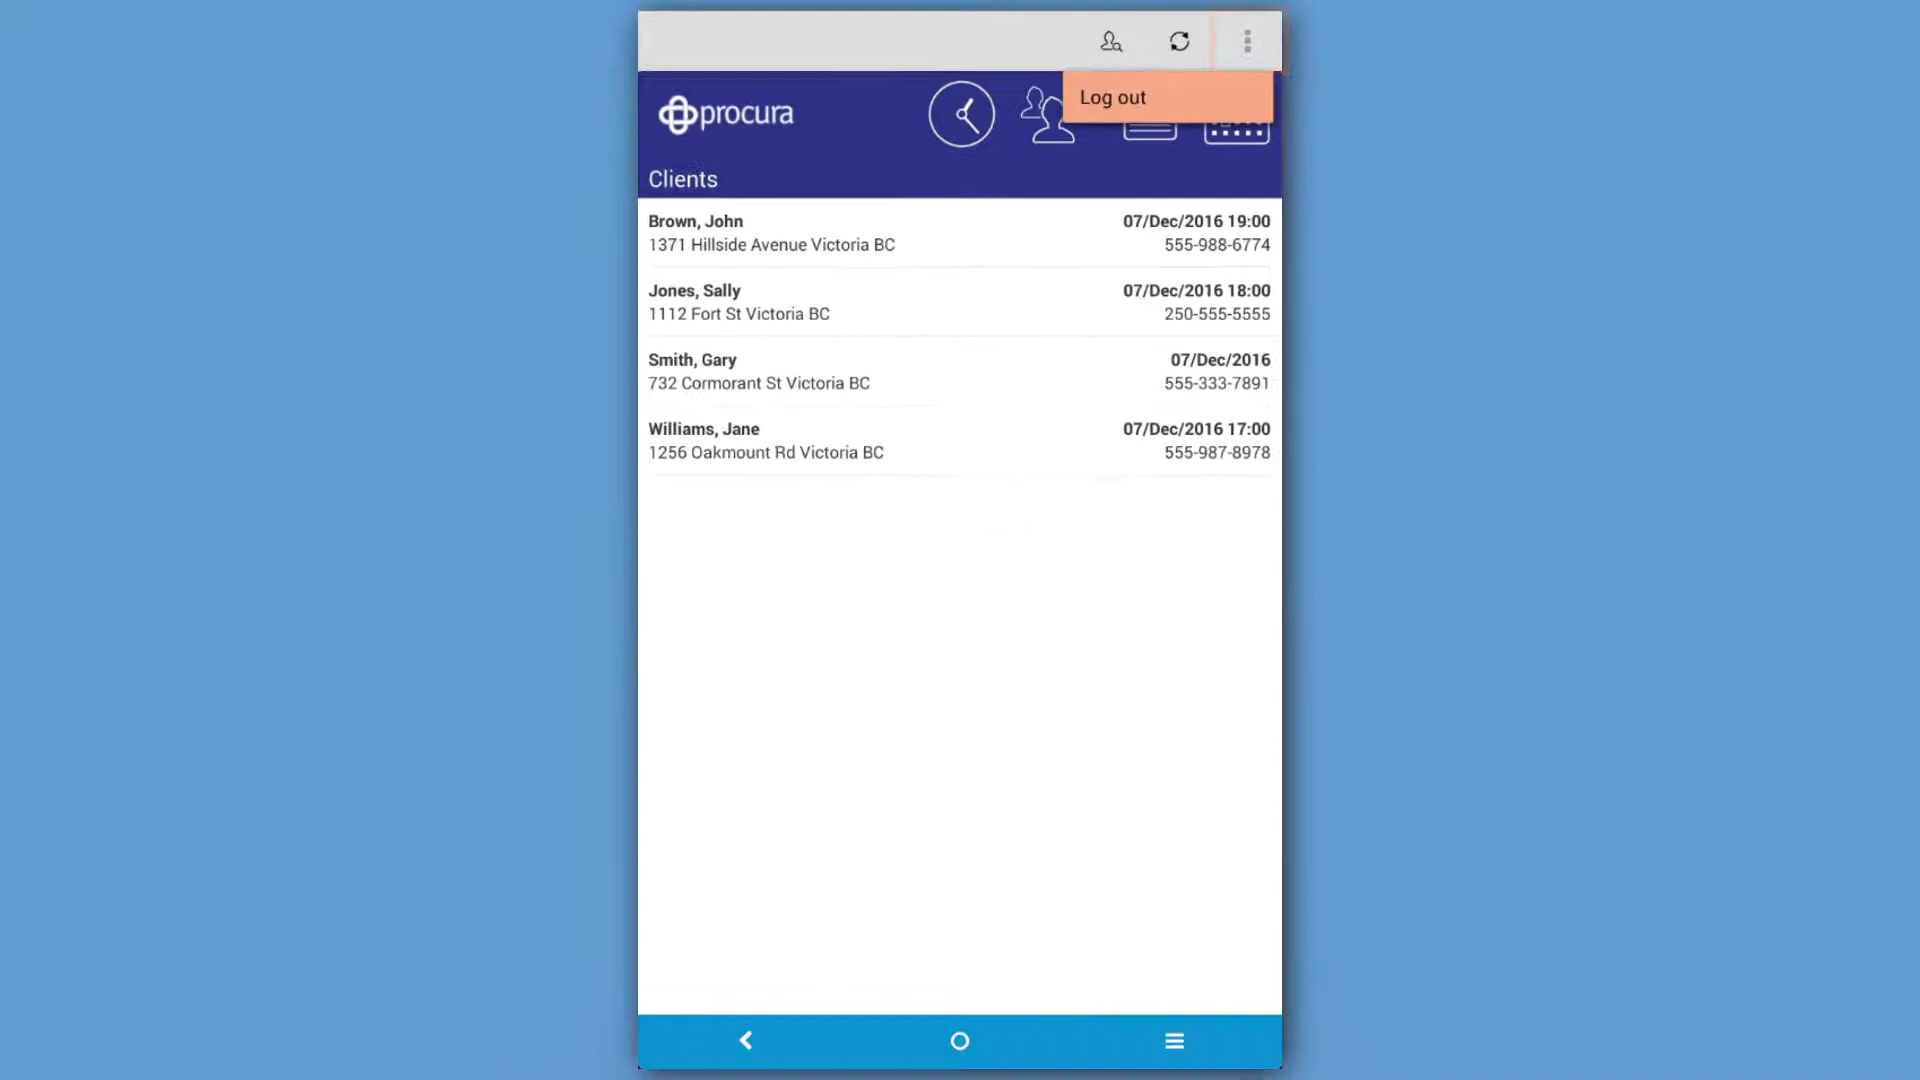 Log out
procura
Clients
Brown, John 07/Dec/2016 19:00
1371 Hillside Avenue Victoria BC 555-988-6774
Jones, Sally 07/Dec/2016 18:00
1112 Fort St Victoria BC 250-555-5555
Smith, Gary 07/Dec/2016
732 Cormorant St Victoria BC 555-333-7891
Williams, Jane 07/Dec/2016 17:00
1256 Oakmount Rd Victoria BC 555-987-8978